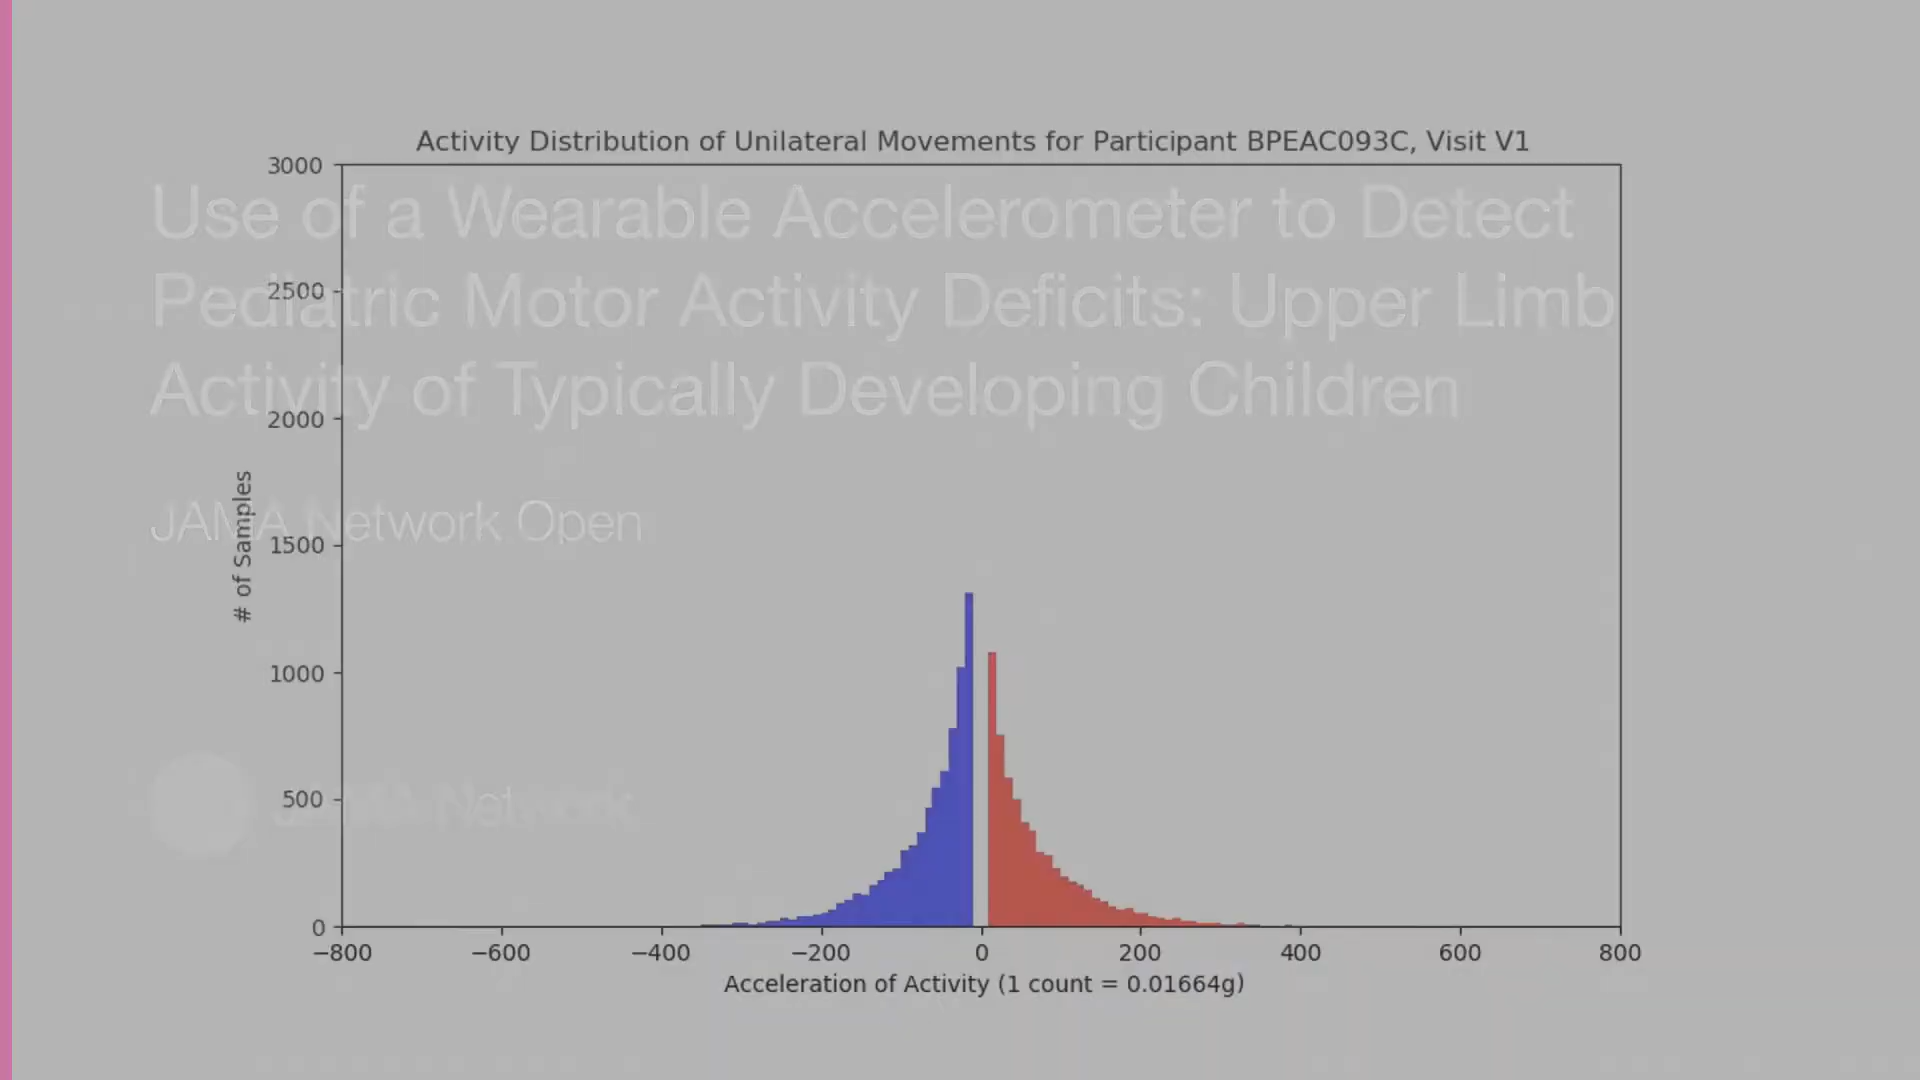 Activity Distribution of Unilateral Movements for Participant BPEAC093C, Visit V1
Use of a Wearable Accelerometer to Detect
Pediatric Motor Activity Deficits: Upper Limb
Activity of Typically Developing Children
JAMA Network Open
JAMA Network
# of Samples
3000
2500
2000
1500
1000
500
0
−800 −600 −400 −200 0 200 400 600 800
Acceleration of Activity (1 count = 0.01664g)